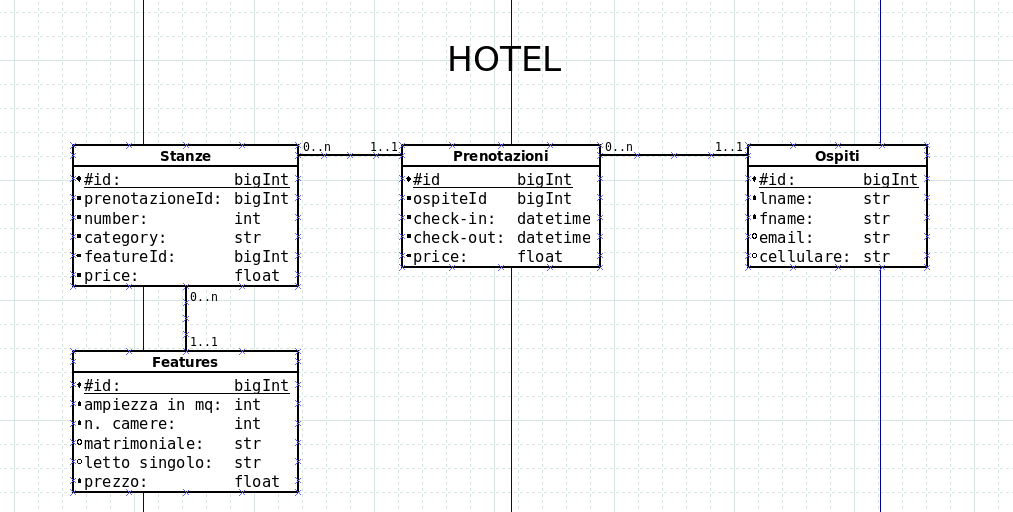 HOTEL
0..n 1..1
0..n 1..1
Stanze
#id: bigInt
prenotazioneId: bigInt
number: int
category: str
featureId: bigInt
price: float
Prenotazioni
#id bigInt
ospiteId bigInt
check-in: datetime
check-out: datetime
price: float
Ospiti
#id: bigInt
lname: str
fname: str
email: str
cellulare: str
0..n
1..1
Features
#id: bigInt
ampiezza in mq: int
n. camere: int
matrimoniale: str
letto singolo: str
prezzo: float